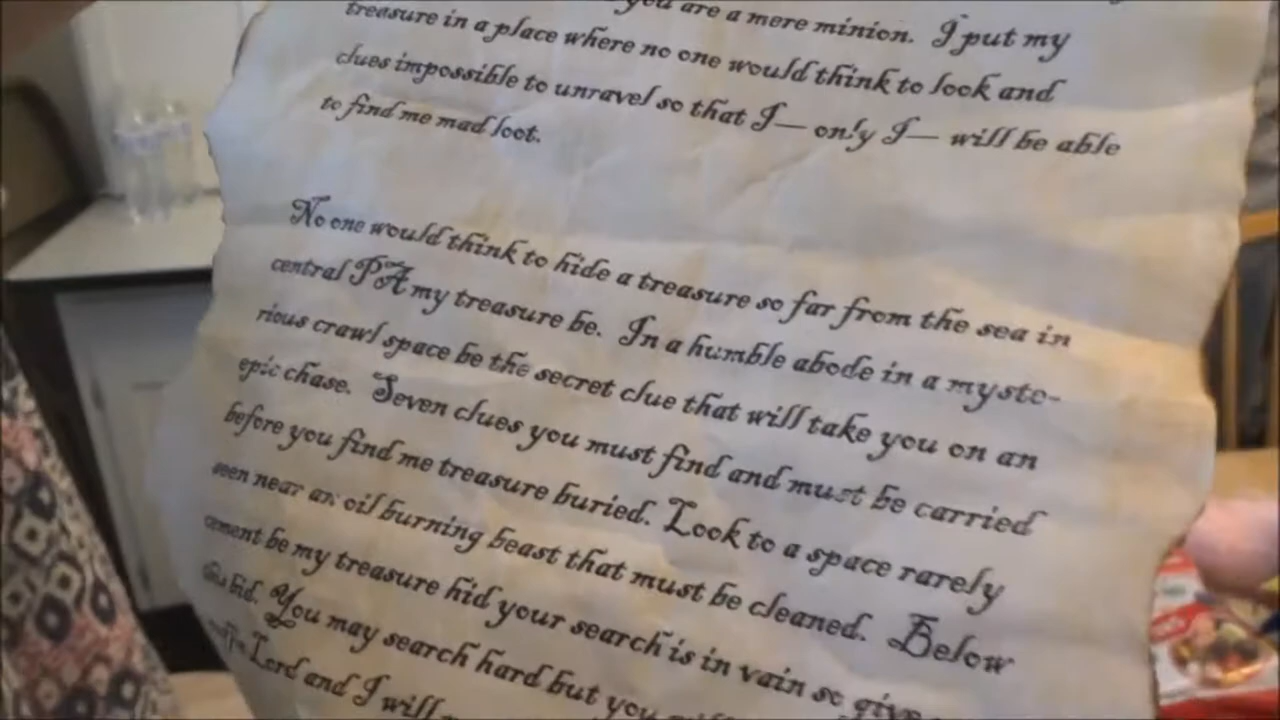 you are a mere minion. I put my
treasure in a place where no one would think to look and
clues impossible to unravel so that I— only I— will be able
to find me mad loot.
No one would think to hide a treasure so far from the sea in
central PA my treasure be. In a humble abode in a myste-
rious crawl space be the secret clue that will take you on an
epic chase. Seven clues you must find and must be carried
before you find me treasure buried. Look to a space rarely
seen near an oil burning beast that must be cleaned. Below
cement be my treasure hid your search is in vain so give
this bid. You may search hard but you
Lord and I will